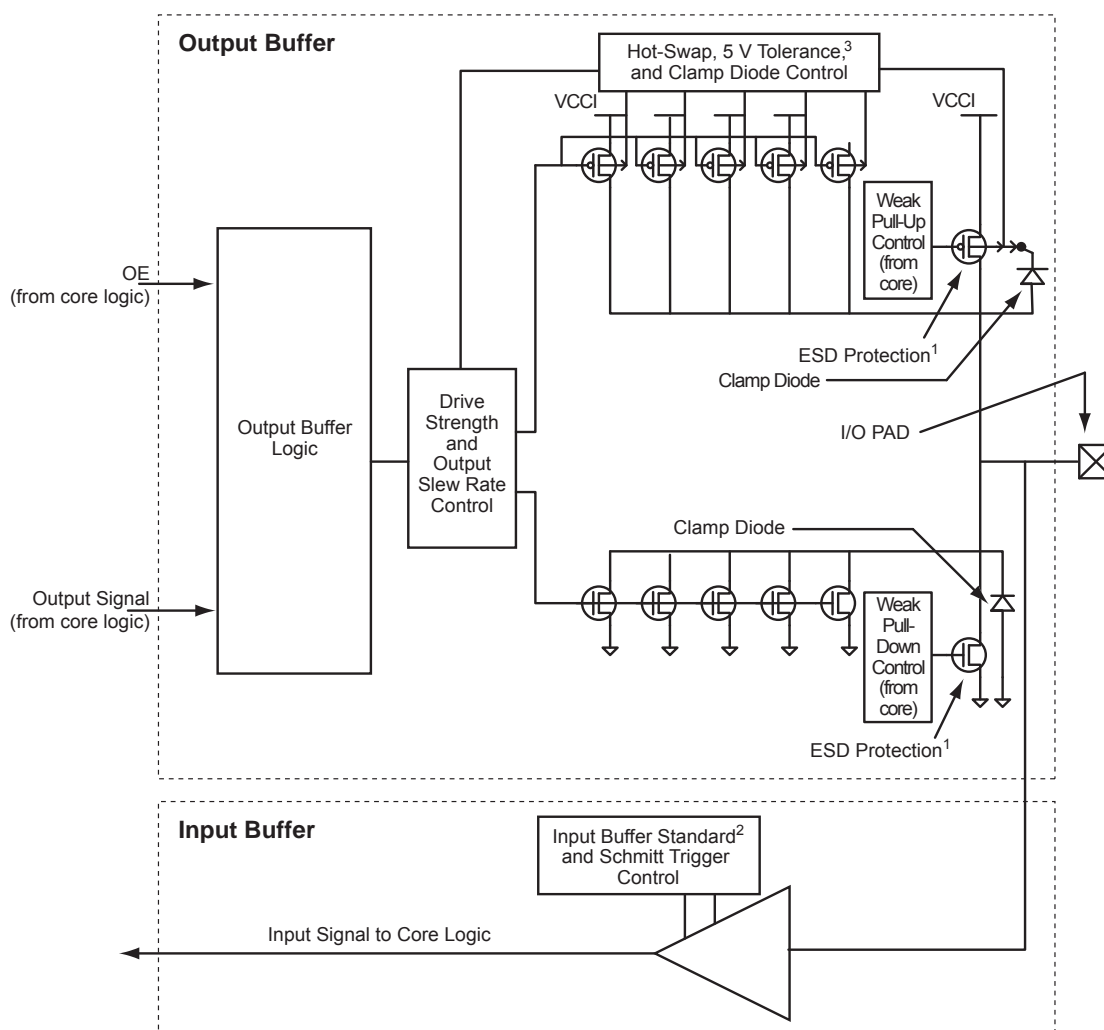 Output Buffer
Hot-Swap, 5 V Tolerance,3
and Clamp Diode Control
VCCI
VCCI
Weak
Pull-Up
Control
(from
core)
OE
(from core logic)
ESD Protection1
Clamp Diode
Drive
Strength
and
Output
Slew Rate
Control
Output Buffer
Logic
I/O PAD
Clamp Diode
Output Signal
(from core logic)
Weak
Pull-
Down
Control
(from
core)
ESD Protection1
Input Buffer
Input Buffer Standard2
and Schmitt Trigger
Control
Input Signal to Core Logic